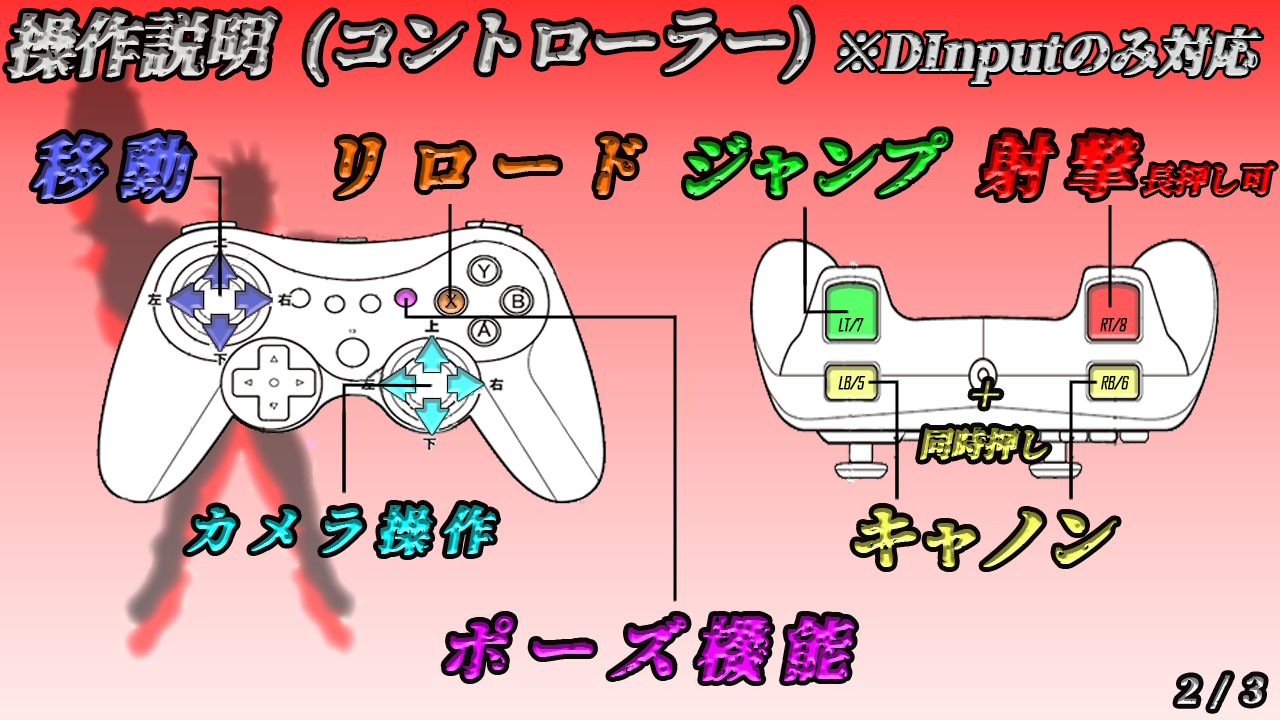 操作説明（コントローラー）※DInputのみ対応
移動 リロード ジャンプ 射撃 長押し可
上
左 右
下
Y
X B
A
上
左 右
下
LT/7 RT/8
LB/5 RB/6
+
同時押し
カメラ操作
キャノン
ポーズ機能
2/3